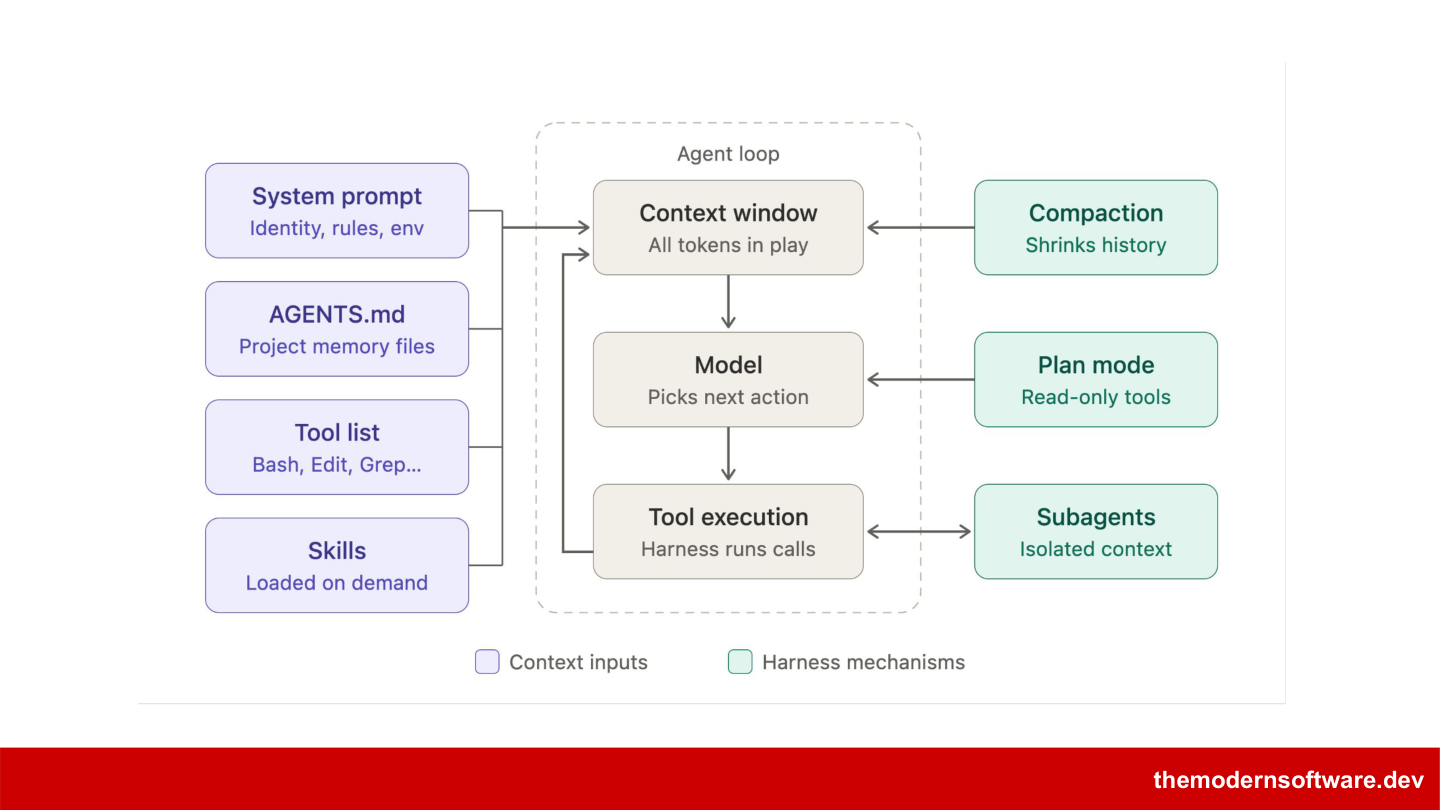 Agent loop
System prompt
Identity, rules, env
AGENTS.md
Project memory files
Tool list
Bash, Edit, Grep...
Skills
Loaded on demand
Context window
All tokens in play
Model
Picks next action
Tool execution
Harness runs calls
Compaction
Shrinks history
Plan mode
Read-only tools
Subagents
Isolated context
Context inputs
Harness mechanisms
themodernsoftware.dev